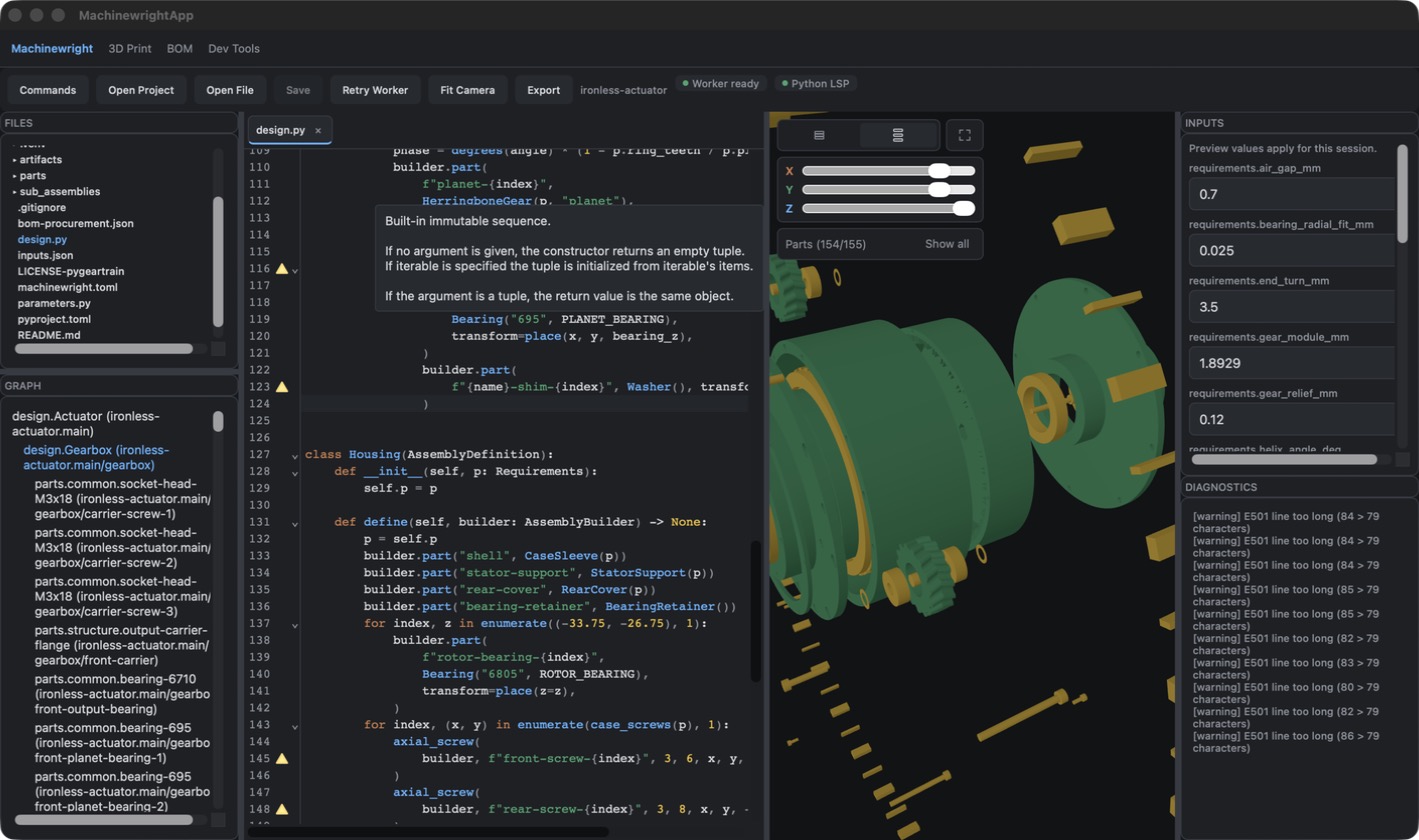 MachinewrightApp
Machinewright 3D Print BOM Dev Tools
Commands Open Project Open File Save Retry Worker Fit Camera Export ironless-actuator Worker ready Python LSP
FILES
artifacts
parts
sub_assemblies
.gitignore
bom-procurement.json
design.py
inputs.json
LICENSE-pygeartrain
machinewright.toml
parameters.py
pyproject.toml
README.md
GRAPH
design.Actuator (ironless-
actuator.main)
design.Gearbox (ironless-
actuator.main/gearbox)
parts.common.socket-head-
M3x18 (ironless-actuator.main/
gearbox/carrier-screw-1)
parts.common.socket-head-
M3x18 (ironless-actuator.main/
gearbox/carrier-screw-2)
parts.common.socket-head-
M3x18 (ironless-actuator.main/
gearbox/carrier-screw-3)
parts.structure.output-carrier-
flange (ironless-actuator.main/
gearbox/front-carrier)
parts.common.bearing-6710
(ironless-actuator.main/gearbo
front-output-bearing)
parts.common.bearing-695
(ironless-actuator.main/gearbo
front-planet-bearing-1)
parts.common.bearing-695
(ironless-actuator.main/gearbo
front-planet-bearing-2)
design.py ×
109 phase = degrees(angle) * (1 - p.ring_teeth / p.p
110 builder.part(
111 f"planet-{index}",
112 HerringboneGear(p, "planet"),
113
114
115
116
117
118
Built-in immutable sequence.
If no argument is given, the constructor returns an empty tuple.
If iterable is specified the tuple is initialized from iterable's items.
If the argument is a tuple, the return value is the same object.
119 Bearing("695", PLANET_BEARING),
120 transform=place(x, y, bearing_z),
121 )
122 builder.part(
123 f"{name}-shim-{index}", Washer(), transfo
124 )
125
126
127 class Housing(AssemblyDefinition):
128 def __init__(self, p: Requirements):
129 self.p = p
130
131 def define(self, builder: AssemblyBuilder) -> None:
132 p = self.p
133 builder.part("shell", CaseSleeve(p))
134 builder.part("stator-support", StatorSupport(p))
135 builder.part("rear-cover", RearCover(p))
136 builder.part("bearing-retainer", BearingRetainer())
137 for index, z in enumerate((-33.75, -26.75), 1):
138 builder.part(
139 f"rotor-bearing-{index}",
140 Bearing("6805", ROTOR_BEARING),
141 transform=place(z=z),
142 )
143 for index, (x, y) in enumerate(case_screws(p), 1):
144 axial_screw(
145 builder, f"front-screw-{index}", 3, 6, x, y,
146 )
147 axial_screw(
148 builder, f"rear-screw-{index}", 3, 8, x, y, -
X
Y
Z
Parts (154/155) Show all
INPUTS
Preview values apply for this session.
requirements.air_gap_mm
0.7
requirements.bearing_radial_fit_mm
0.025
requirements.end_turn_mm
3.5
requirements.gear_module_mm
1.8929
requirements.gear_relief_mm
0.12
requirements.helix_angle_deg
DIAGNOSTICS
[warning] E501 line too long (84 > 79
characters)
[warning] E501 line too long (84 > 79
characters)
[warning] E501 line too long (84 > 79
characters)
[warning] E501 line too long (85 > 79
characters)
[warning] E501 line too long (85 > 79
characters)
[warning] E501 line too long (82 > 79
characters)
[warning] E501 line too long (83 > 79
characters)
[warning] E501 line too long (80 > 79
characters)
[warning] E501 line too long (82 > 79
characters)
[warning] E501 line too long (86 > 79
characters)